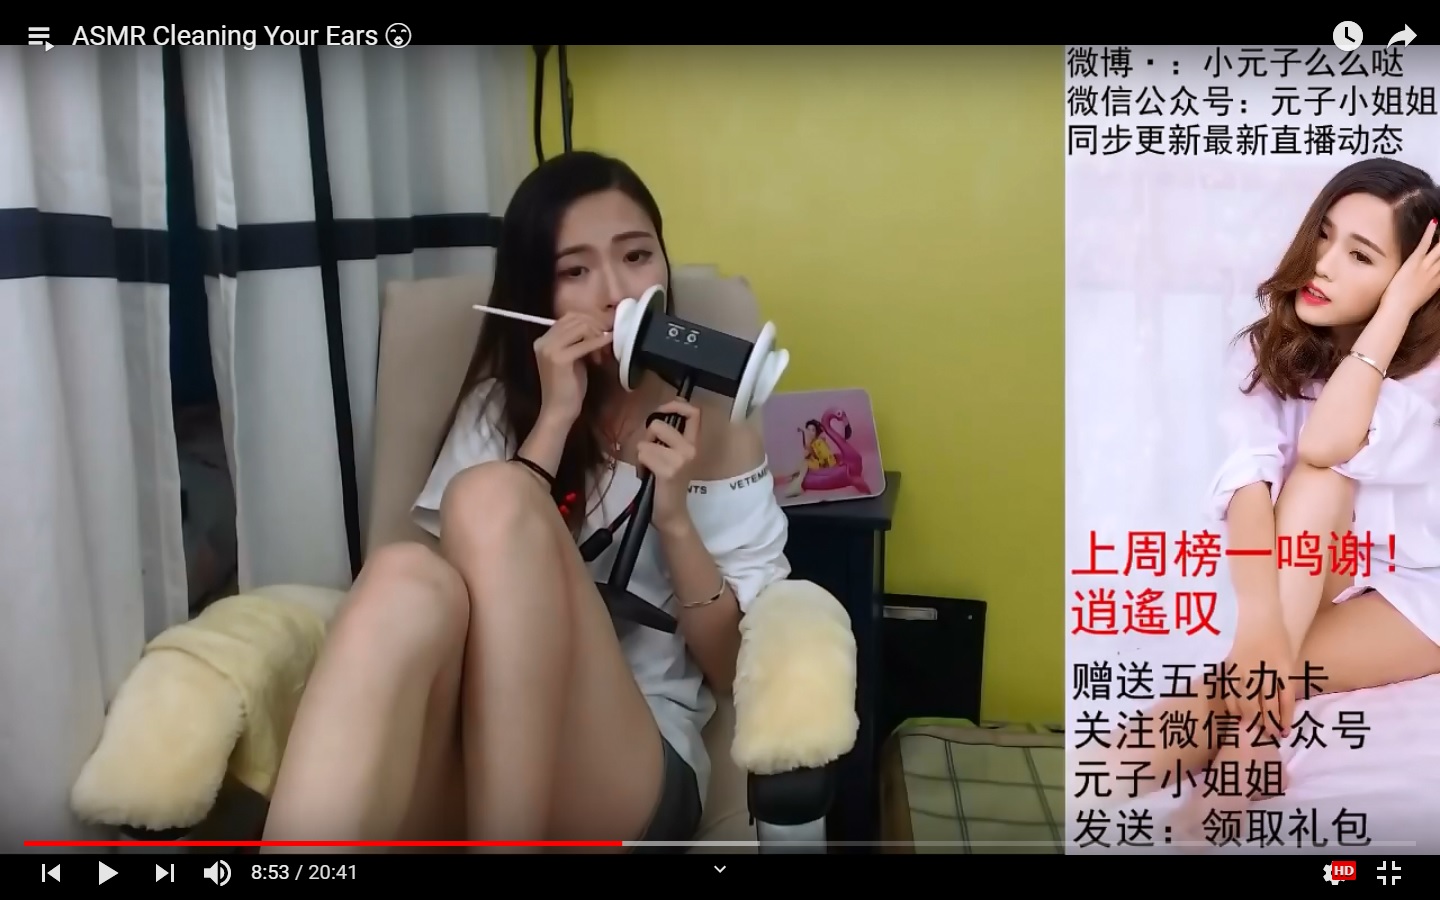 ASMR Cleaning Your Ears 😲
微博·：小元子么么哒
微信公众号：元子小姐姐
同步更新最新直播动态
NTS VETEM
上周榜一鸣谢！
逍遙叹
赠送五张办卡
关注微信公众号
元子小姐姐
发送：领取礼包
8:53 / 20:41
HD